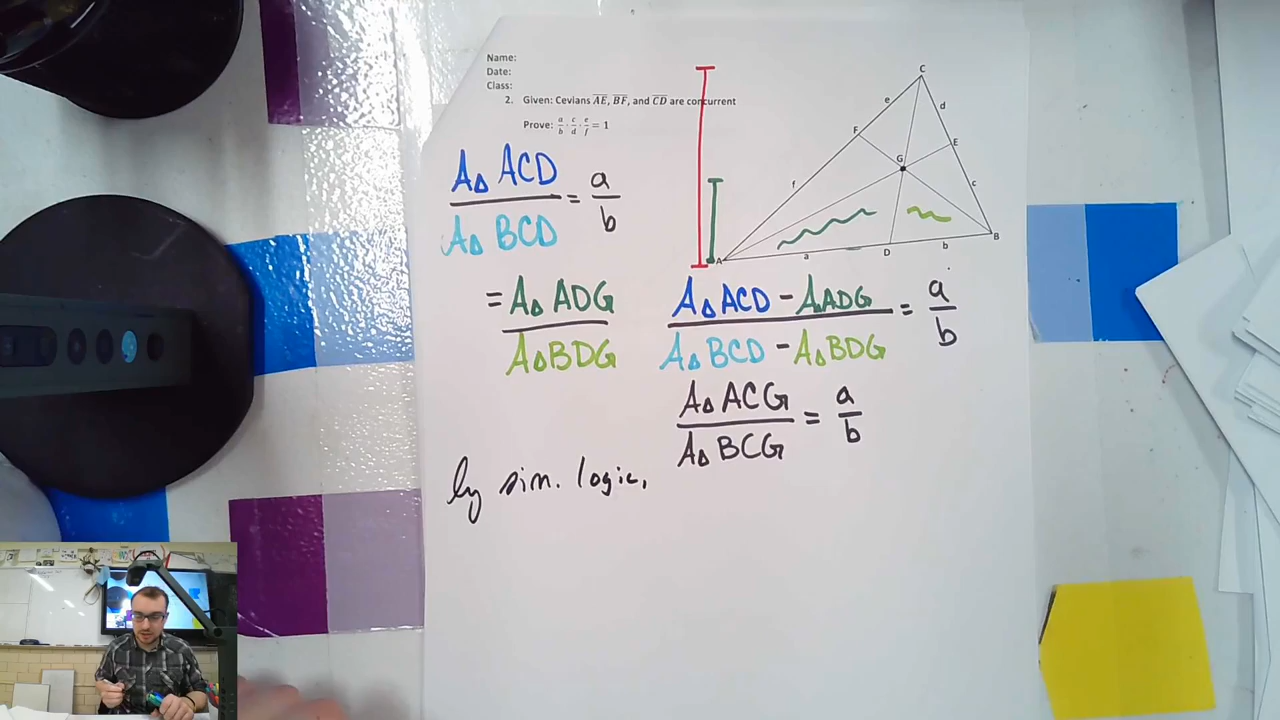 Name:
Date:
Class:
2. Given: Cevians AE, BF, and CD are concurrent
Prove: a/b · c/d · e/f = 1
C
e
d
F
E
G
f
c
A
a
D
b
B
A△ ACD / A△ BCD = a/b
= A△ ADG / A△BDG
A△ ACD - A△ADG / A△ BCD - A△BDG = a/b
A△ ACG / A△ BCG = a/b
by sim. logic,